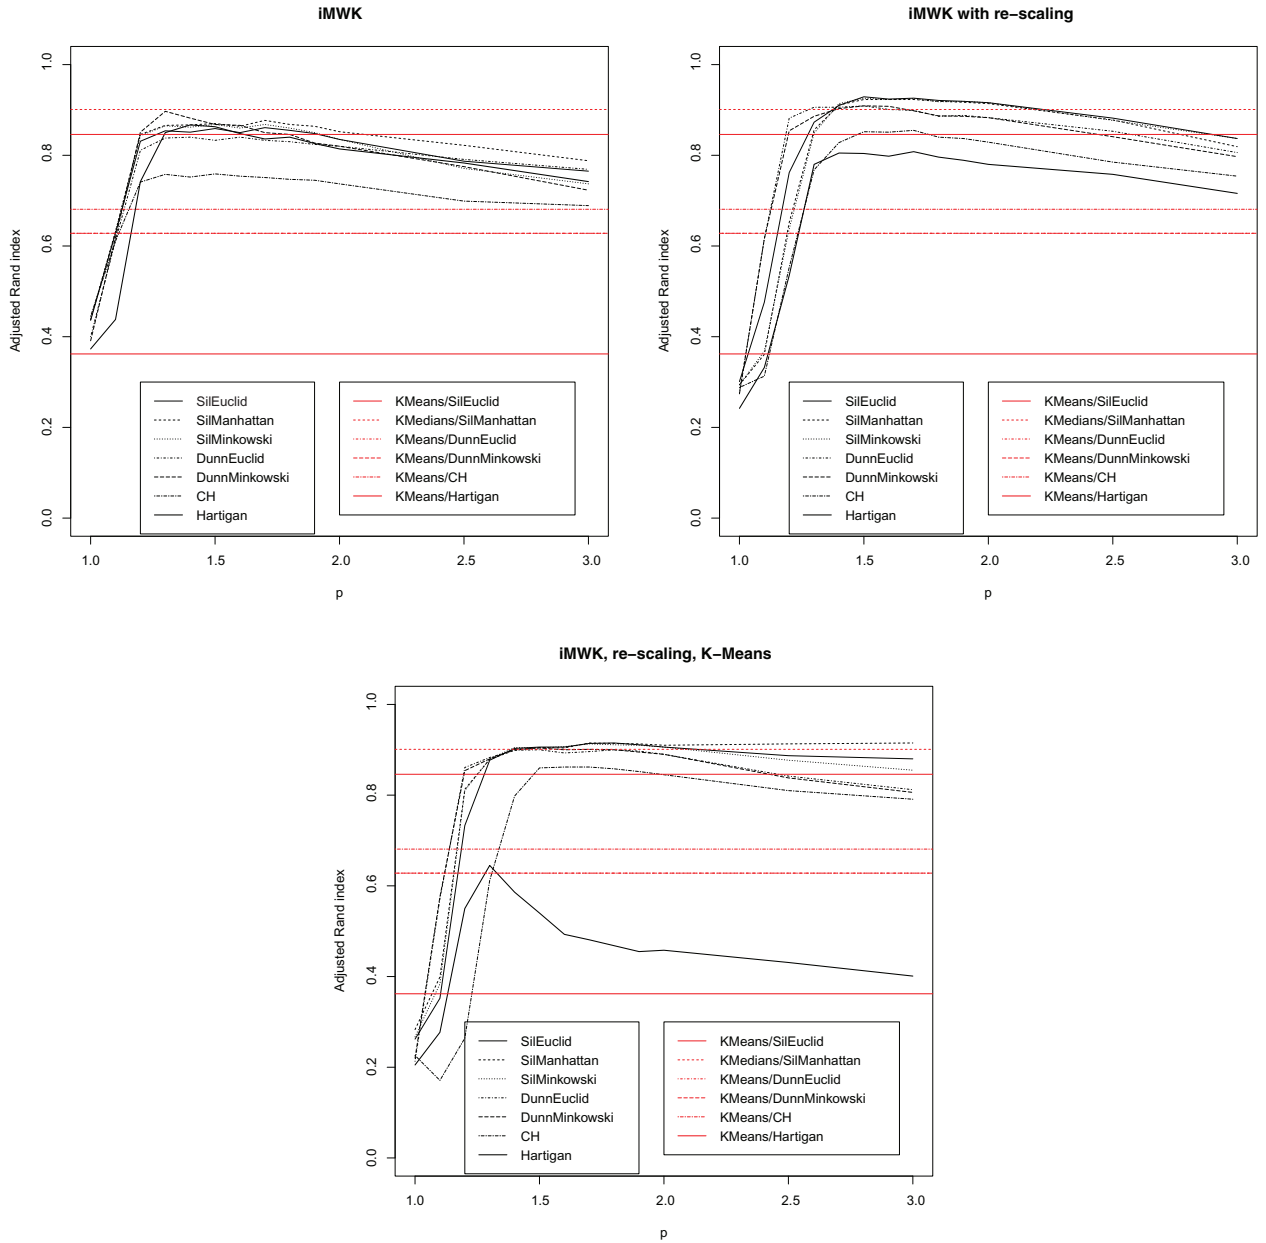 iMWK
Adjusted Rand index
0.0 0.2 0.4 0.6 0.8 1.0
SilEuclid
SilManhattan
SilMinkowski
DunnEuclid
DunnMinkowski
CH
Hartigan
KMeans/SilEuclid
KMedians/SilManhattan
KMeans/DunnEuclid
KMeans/DunnMinkowski
KMeans/CH
KMeans/Hartigan
1.0 1.5 2.0 2.5 3.0
p
iMWK with re−scaling
Adjusted Rand index
0.0 0.2 0.4 0.6 0.8 1.0
SilEuclid
SilManhattan
SilMinkowski
DunnEuclid
DunnMinkowski
CH
Hartigan
KMeans/SilEuclid
KMedians/SilManhattan
KMeans/DunnEuclid
KMeans/DunnMinkowski
KMeans/CH
KMeans/Hartigan
1.0 1.5 2.0 2.5 3.0
p
iMWK, re−scaling, K−Means
Adjusted Rand index
0.0 0.2 0.4 0.6 0.8 1.0
SilEuclid
SilManhattan
SilMinkowski
DunnEuclid
DunnMinkowski
CH
Hartigan
KMeans/SilEuclid
KMedians/SilManhattan
KMeans/DunnEuclid
KMeans/DunnMinkowski
KMeans/CH
KMeans/Hartigan
1.0 1.5 2.0 2.5 3.0
p